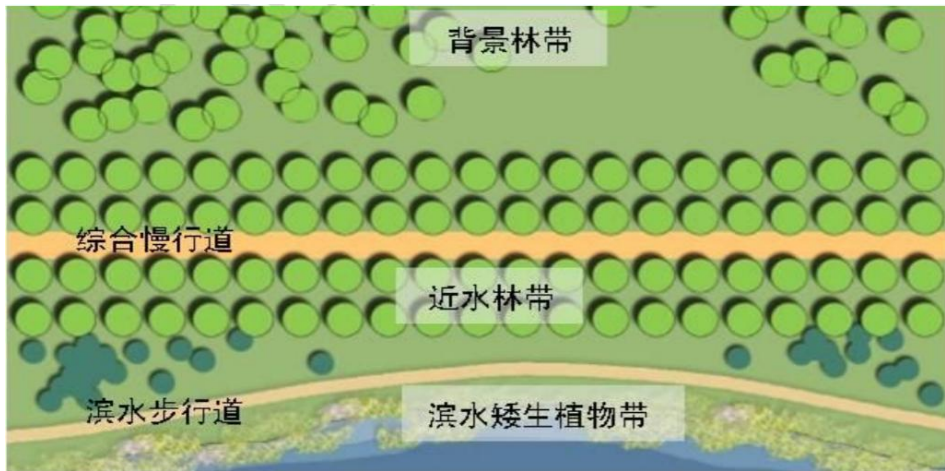 背景林带
综合慢行道
近水林带
滨水步行道
滨水矮生植物带